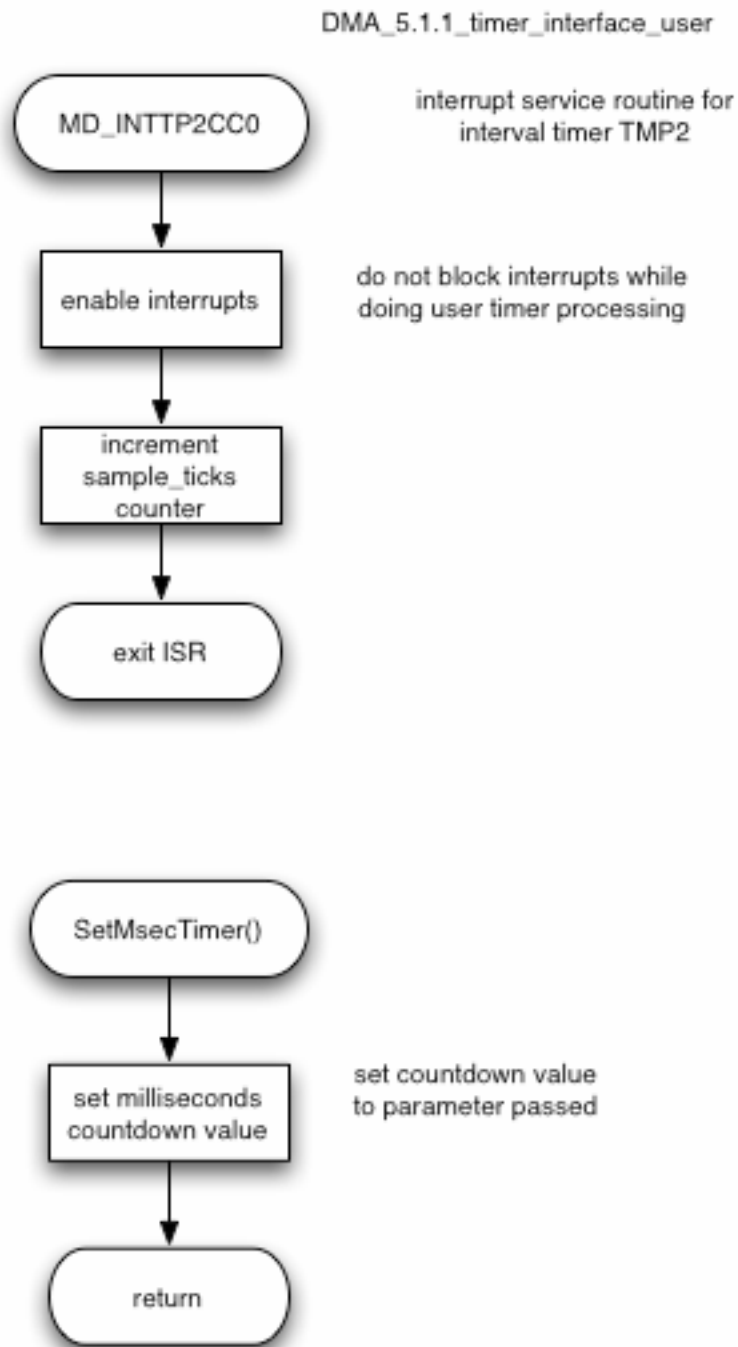 DMA_5.1.1_timer_interface_user
MD_INTTP2CC0
interrupt service routine for
interval timer TMP2
enable interrupts
do not block interrupts while
doing user timer processing
increment
sample_ticks
counter
exit ISR
SetMsecTimer()
set milliseconds
countdown value
set countdown value
to parameter passed
return